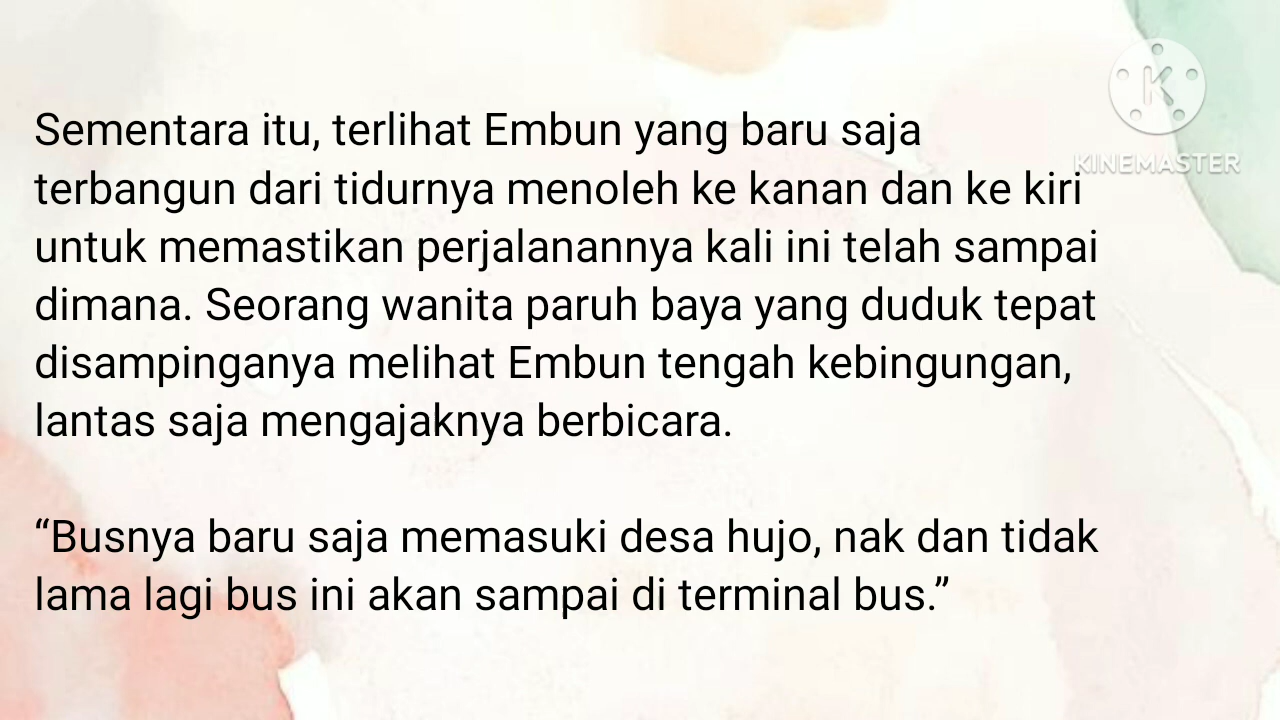 Sementara itu, terlihat Embun yang baru saja
terbangun dari tidurnya menoleh ke kanan dan ke kiri
untuk memastikan perjalanannya kali ini telah sampai
dimana. Seorang wanita paruh baya yang duduk tepat
disampinganya melihat Embun tengah kebingungan,
lantas saja mengajaknya berbicara.
“Busnya baru saja memasuki desa hujo, nak dan tidak
lama lagi bus ini akan sampai di terminal bus.”
K
KINEMASTER